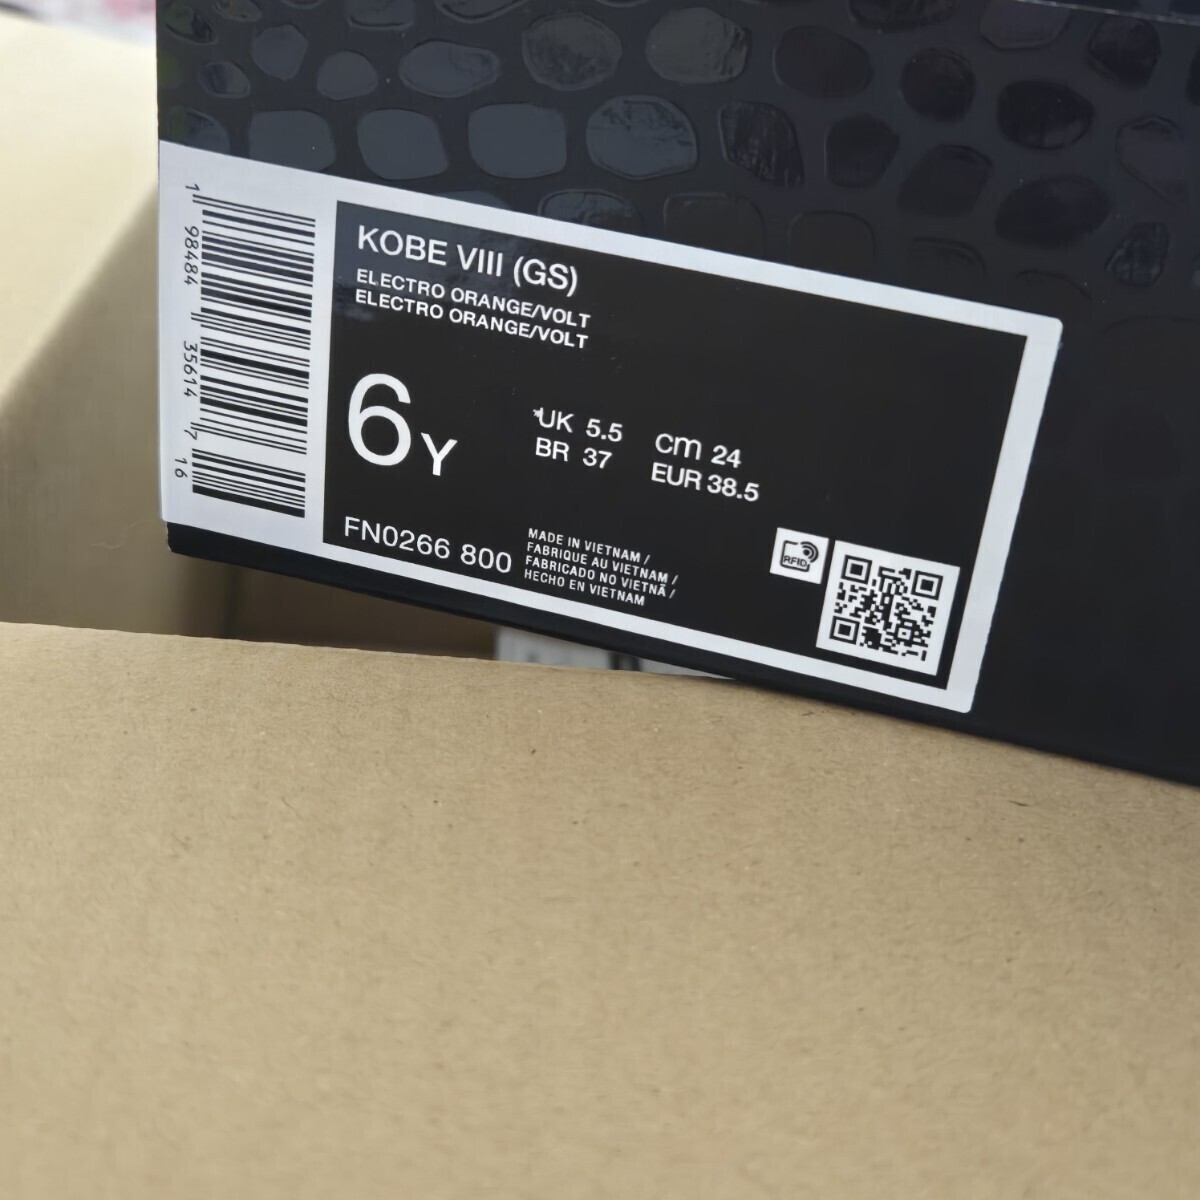 KOBE VIII (GS)
ELECTRO ORANGE/VOLT
ELECTRO ORANGE/VOLT
6Y
*UK 5.5
BR 37
cm 24
EUR 38.5
FN0266 800
MADE IN VIETNAM /
FABRIQUE AU VIETNAM /
FABRICADO NO VIETNÃ /
HECHO EN VIETNAM
RFID
1 98484 35614 7 16